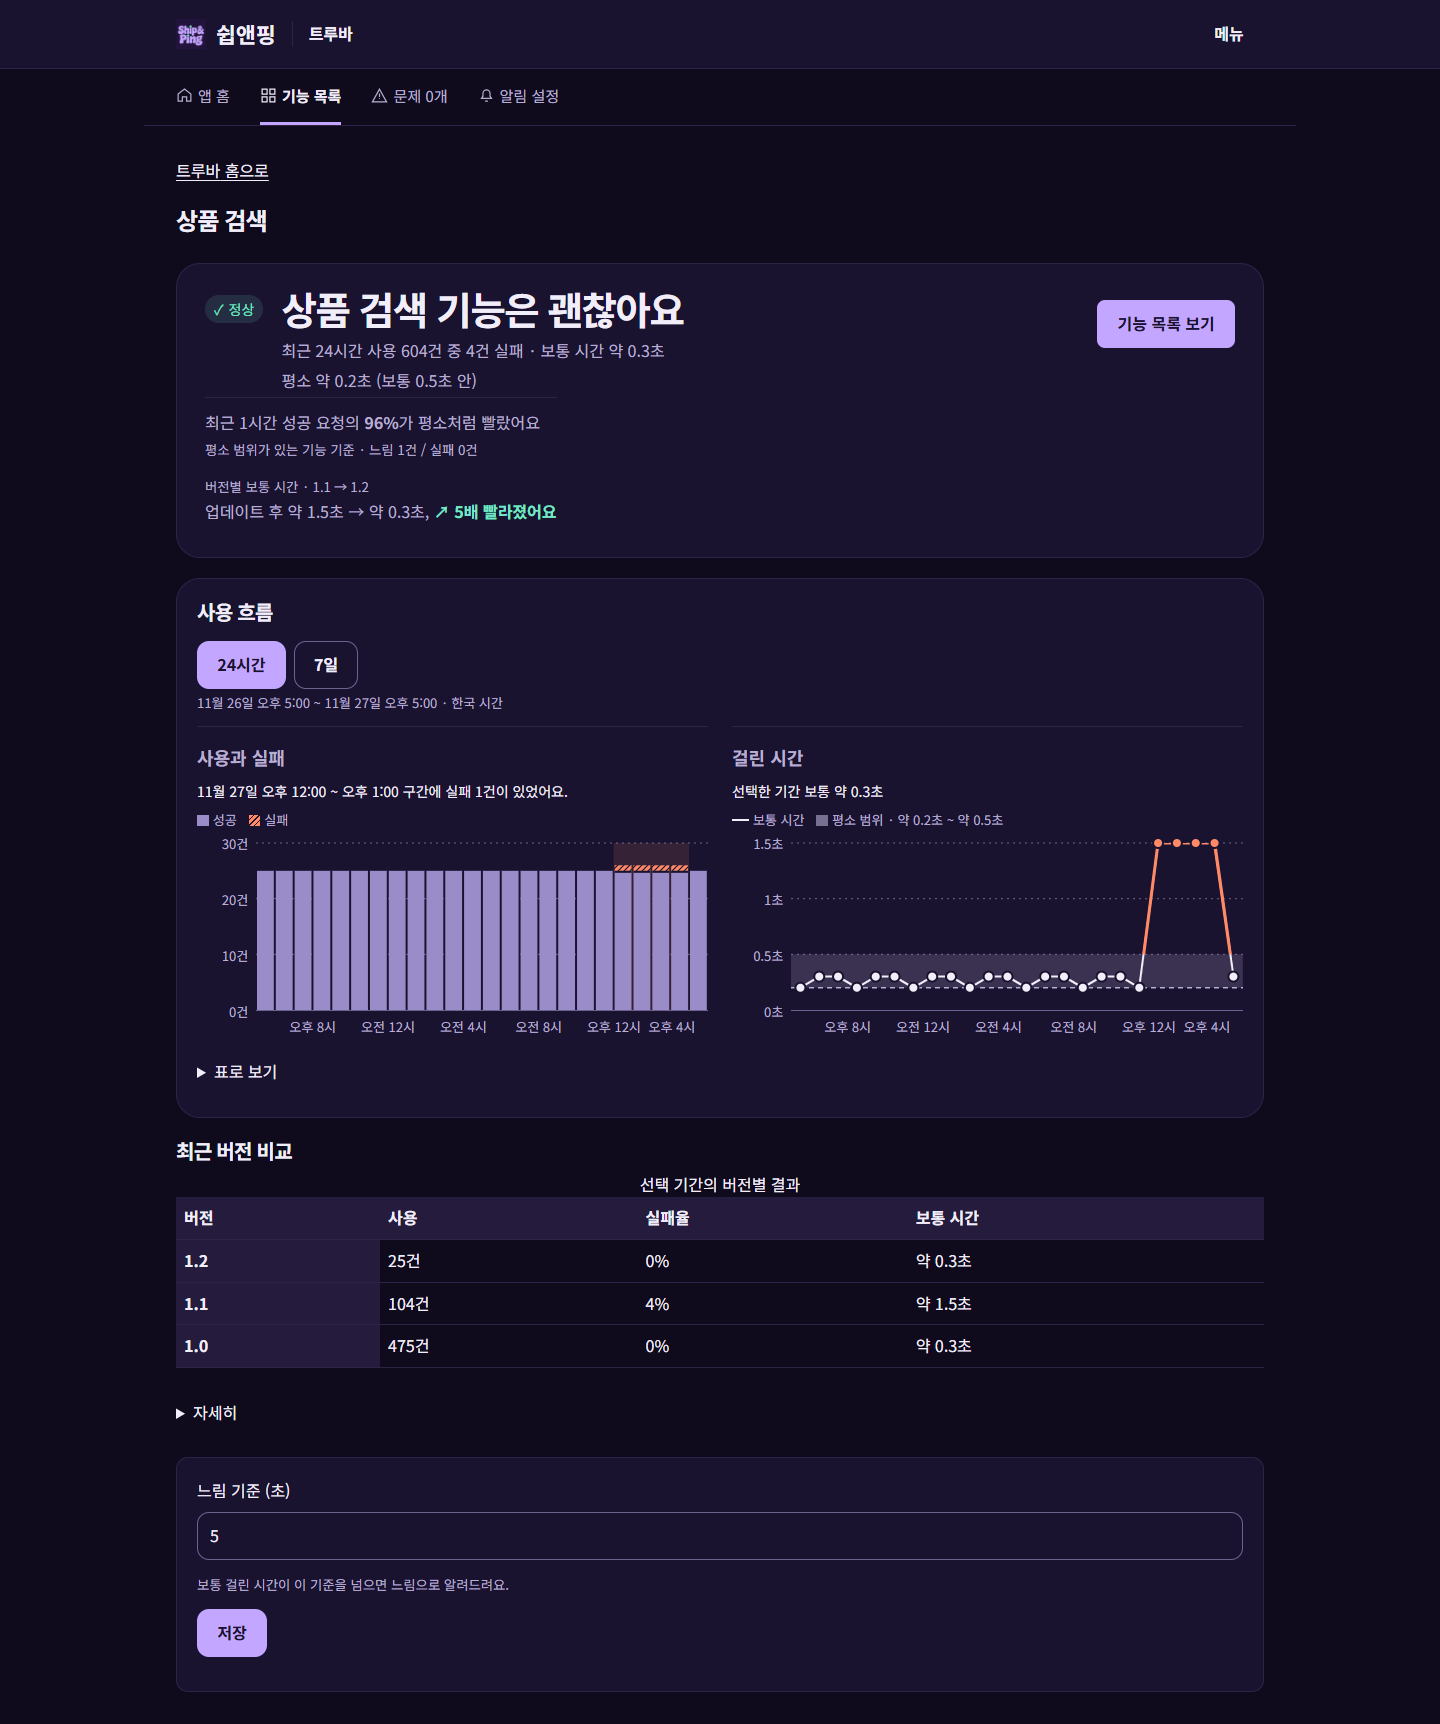 Ship&
Ping
쉽앤핑
트루바
메뉴
앱 홈
기능 목록
문제 0개
알림 설정
트루바 홈으로
상품 검색
✓ 정상
상품 검색 기능은 괜찮아요
최근 24시간 사용 604건 중 4건 실패 · 보통 시간 약 0.3초
평소 약 0.2초 (보통 0.5초 안)
기능 목록 보기
최근 1시간 성공 요청의 96%가 평소처럼 빨랐어요
평소 범위가 있는 기능 기준 · 느림 1건 / 실패 0건
버전별 보통 시간 · 1.1 → 1.2
업데이트 후 약 1.5초 → 약 0.3초, ↗ 5배 빨라졌어요
사용 흐름
24시간
7일
11월 26일 오후 5:00 ~ 11월 27일 오후 5:00 · 한국 시간
사용과 실패
11월 27일 오후 12:00 ~ 오후 1:00 구간에 실패 1건이 있었어요.
성공 실패
30건
20건
10건
0건
오후 8시 오전 12시 오전 4시 오전 8시 오후 12시 오후 4시
걸린 시간
선택한 기간 보통 약 0.3초
보통 시간 평소 범위 · 약 0.2초 ~ 약 0.5초
1.5초
1초
0.5초
0초
오후 8시 오전 12시 오전 4시 오전 8시 오후 12시 오후 4시
▶ 표로 보기
최근 버전 비교
선택 기간의 버전별 결과
버전 사용 실패율 보통 시간
1.2 25건 0% 약 0.3초
1.1 104건 4% 약 1.5초
1.0 475건 0% 약 0.3초
▶ 자세히
느림 기준 (초)
5
보통 걸린 시간이 이 기준을 넘으면 느림으로 알려드려요.
저장